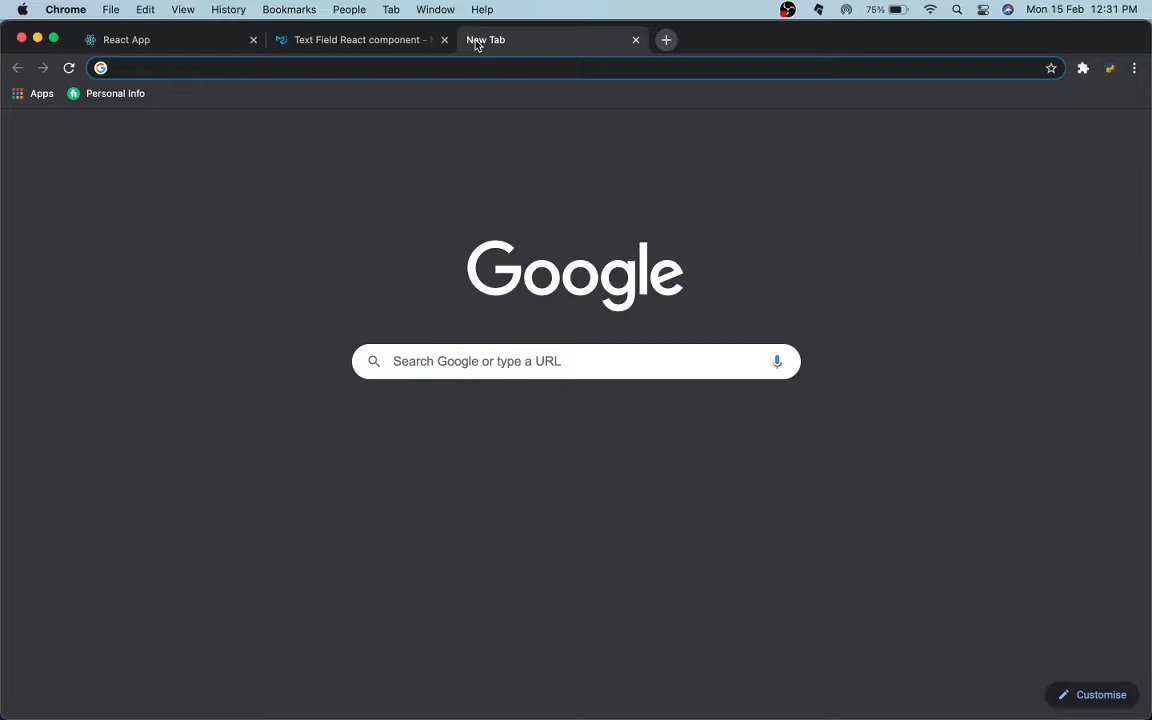 Chrome File Edit View History Bookmarks People Tab Window Help 75% Mon 15 Feb 12:31 PM
React App Text Field React component - New Tab
Apps Personal Info
Google
Search Google or type a URL
Customise